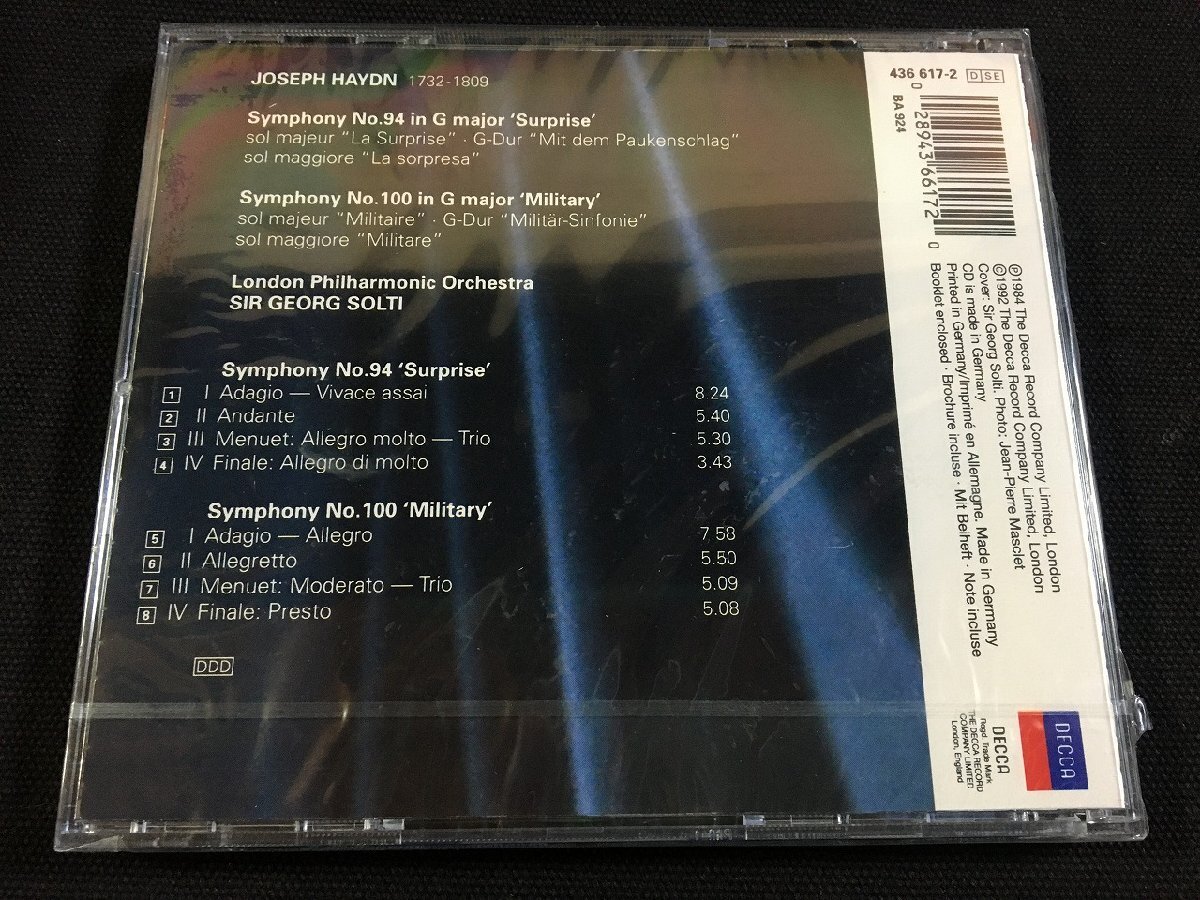 JOSEPH HAYDN 1732-1809
Symphony No.94 in G major ‘Surprise’
sol majeur “La Surprise” · G-Dur “Mit dem Paukenschlag”
sol maggiore “La sorpresa”
Symphony No.100 in G major ‘Military’
sol majeur “Militaire” · G-Dur “Militär-Sinfonie”
sol maggiore “Militare”
London Philharmonic Orchestra
SIR GEORG SOLTI
Symphony No.94 ‘Surprise’
1 I Adagio — Vivace assai 8.24
2 II Andante 5.40
3 III Menuet: Allegro molto — Trio 5.30
4 IV Finale: Allegro di molto 3.43
Symphony No.100 ‘Military’
5 I Adagio — Allegro 7.58
6 II Allegretto 5.50
7 III Menuet: Moderato — Trio 5.09
8 IV Finale: Presto 5.08
DDD
436 617-2 DSE
BA 924
0 28943 66172 0
℗1984 The Decca Record Company Limited, London
©1992 The Decca Record Company Limited, London
Cover: Sir Georg Solti. Photo: Jean-Pierre Masclet
CD is made in Germany
Printed in Germany/Imprimé en Allemagne. Made in Germany
Booklet enclosed · Brochure incluse · Mit Beiheft · Note incluse
DECCA
DECCA
Regd. Trade Mark
THE DECCA RECORD
COMPANY LIMITED
London, England